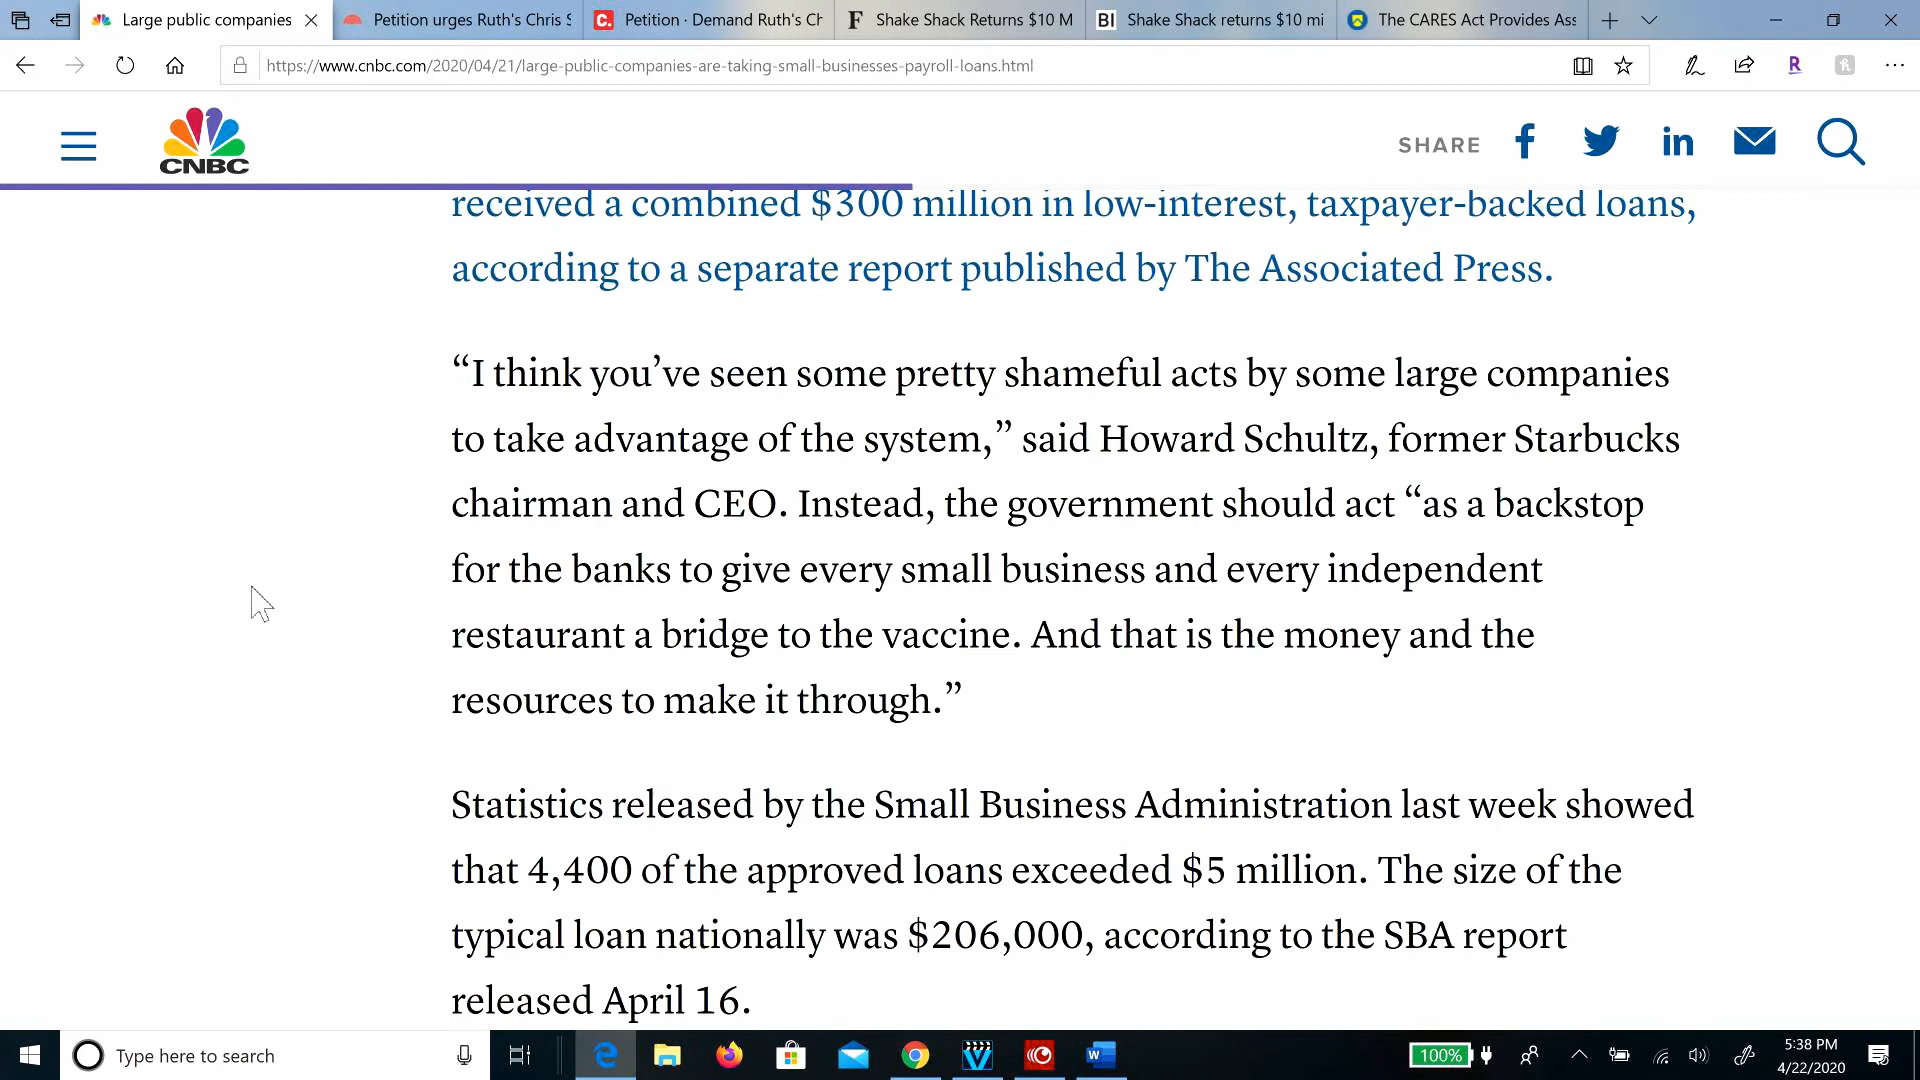 Large public companies
Petition urges Ruth's Chris S
Petition · Demand Ruth's Ch
Shake Shack Returns $10 M
BI
Shake Shack returns $10 mi
The CARES Act Provides Ass
https://www.cnbc.com/2020/04/21/large-public-companies-are-taking-small-businesses-payroll-loans.html
CNBC
SHARE
received a combined $300 million in low-interest, taxpayer-backed loans,
according to a separate report published by The Associated Press.
“I think you’ve seen some pretty shameful acts by some large companies
to take advantage of the system,” said Howard Schultz, former Starbucks
chairman and CEO. Instead, the government should act “as a backstop
for the banks to give every small business and every independent
restaurant a bridge to the vaccine. And that is the money and the
resources to make it through.”
Statistics released by the Small Business Administration last week showed
that 4,400 of the approved loans exceeded $5 million. The size of the
typical loan nationally was $206,000, according to the SBA report
released April 16.
Type here to search
100%
5:38 PM
4/22/2020